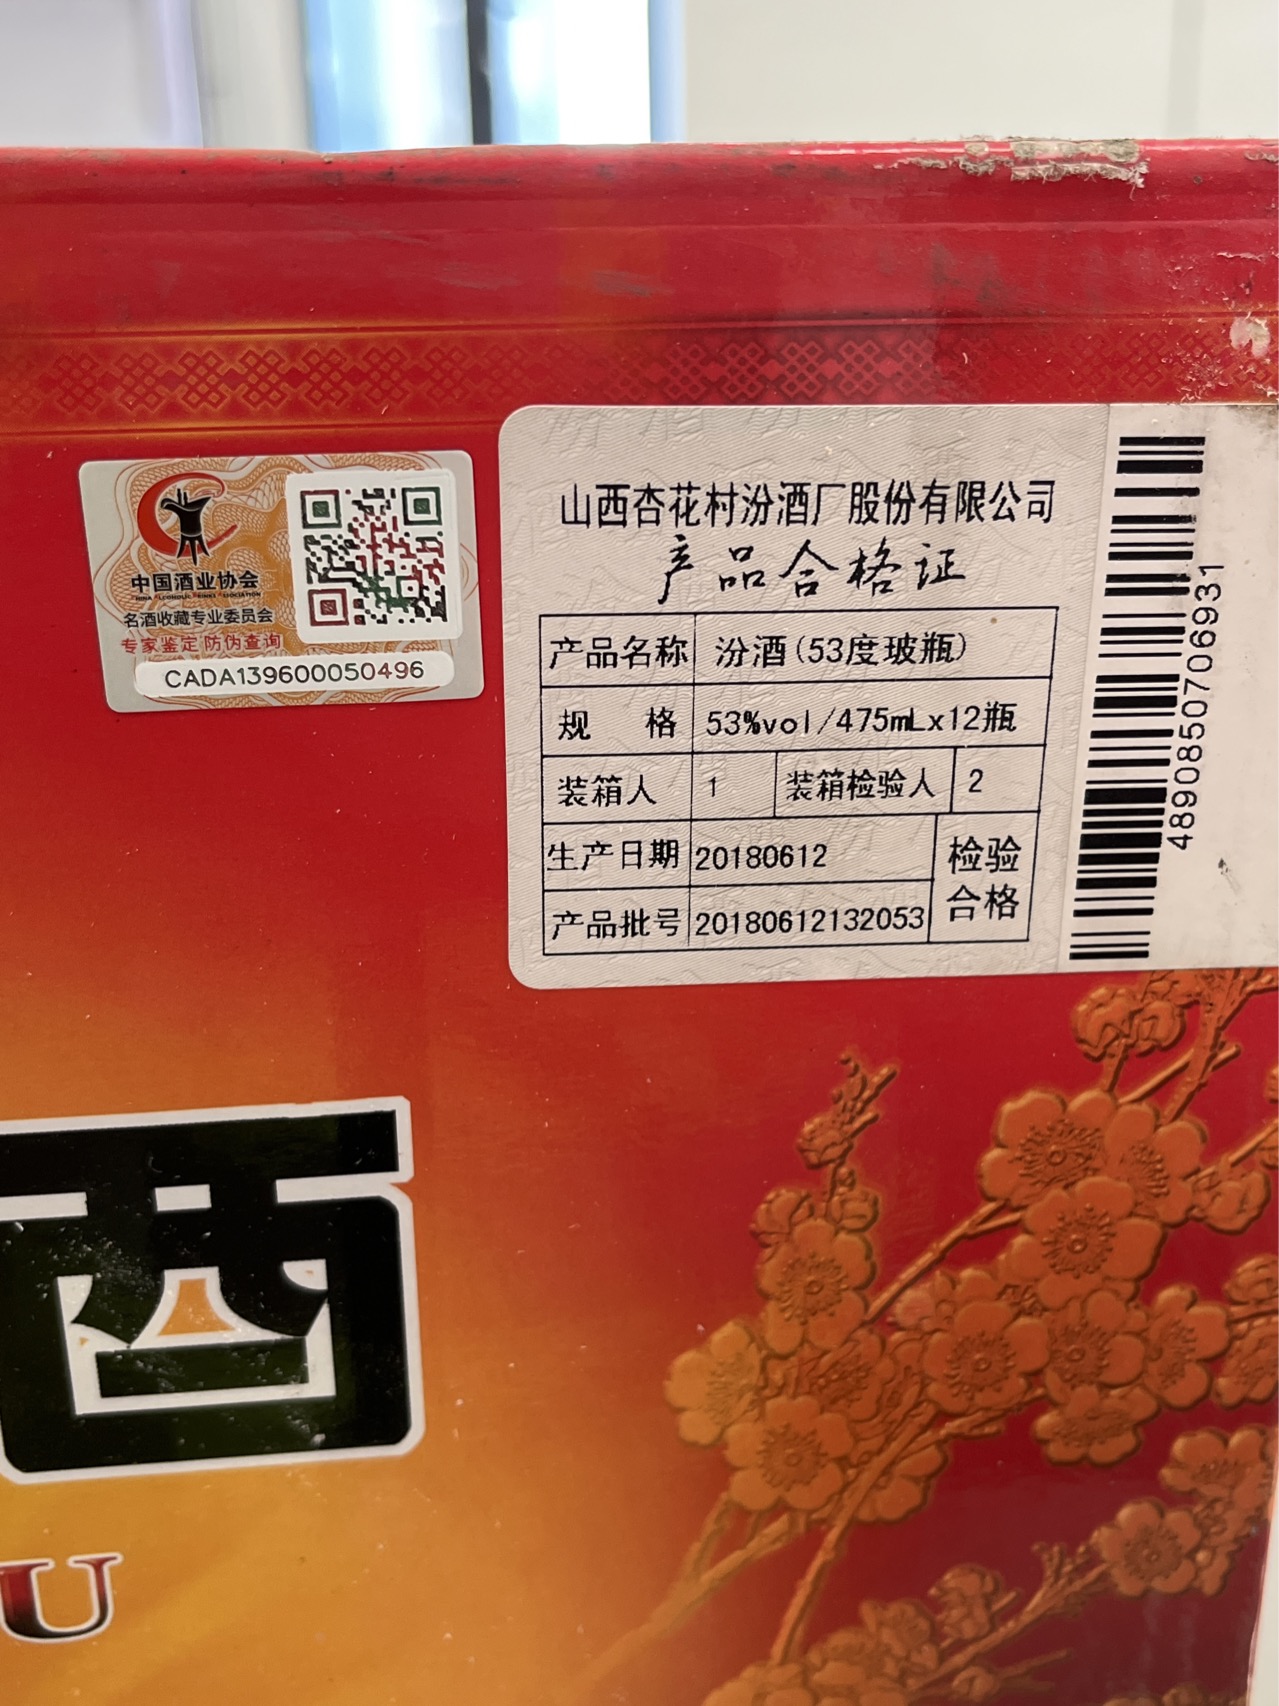 中国酒业协会
CHINA ALCOHOLIC DRINKS ASSOCIATION
名酒收藏专业委员会
专家鉴定 防伪查询
CADA139600050496
山西杏花村汾酒厂股份有限公司
产品合格证
产品名称 汾酒(53度玻瓶)
规 格 53%vol/475mLx12瓶
装箱人 1 装箱检验人 2
生产日期 20180612 检验
产品批号 20180612132053 合格
4890850706931
酒
U